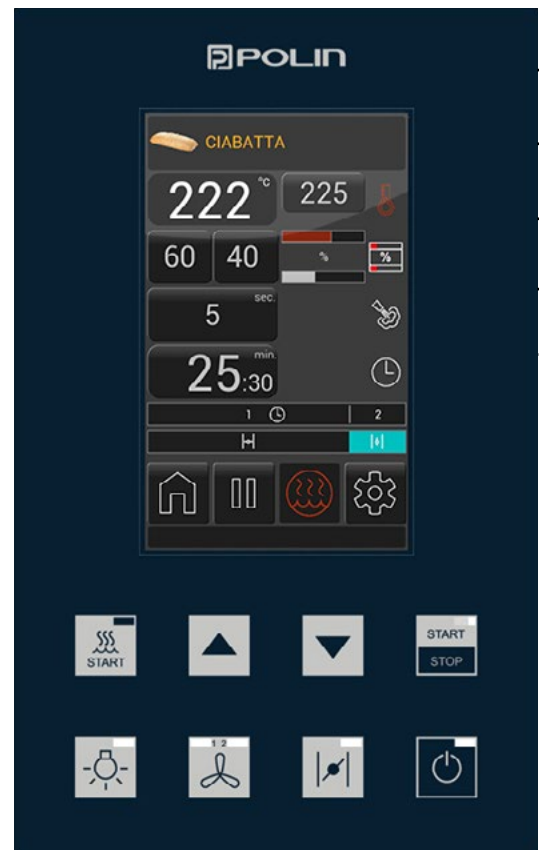 POLIN
CIABATTA
222 °C 225
60 40 % %
5 sec.
25:30 min.
1 2
START
START
STOP
1 2